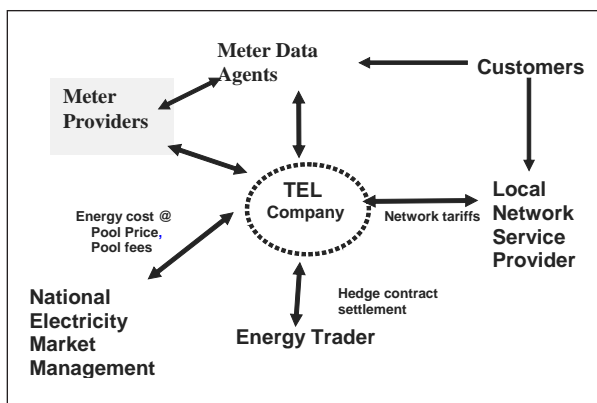 Meter Data
Agents
Customers
Meter
Providers
TEL
Company
Network tariffs
Local
Network
Service
Provider
Energy cost @
Pool Price,
Pool fees
National
Electricity
Market
Management
Hedge contract
settlement
Energy Trader